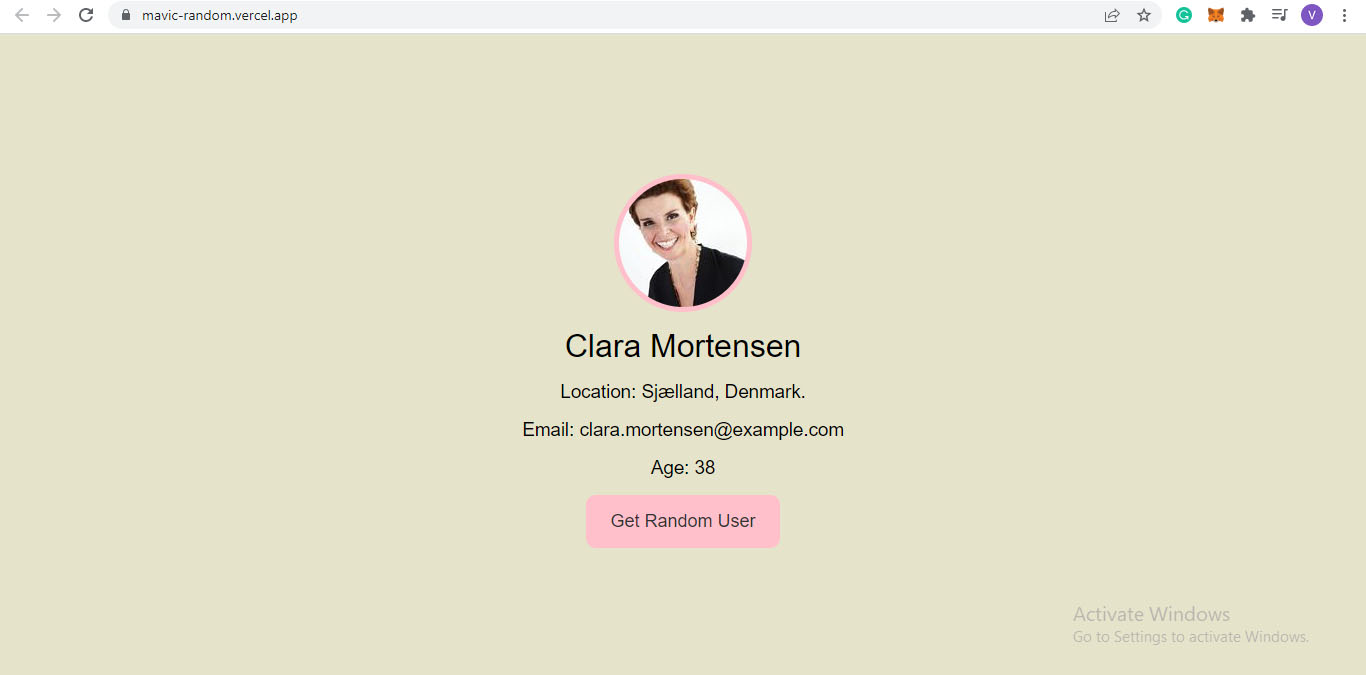 mavic-random.vercel.app
G
V
Clara Mortensen
Location: Sjælland, Denmark.
Email: clara.mortensen@example.com
Age: 38
Get Random User
Activate Windows
Go to Settings to activate Windows.